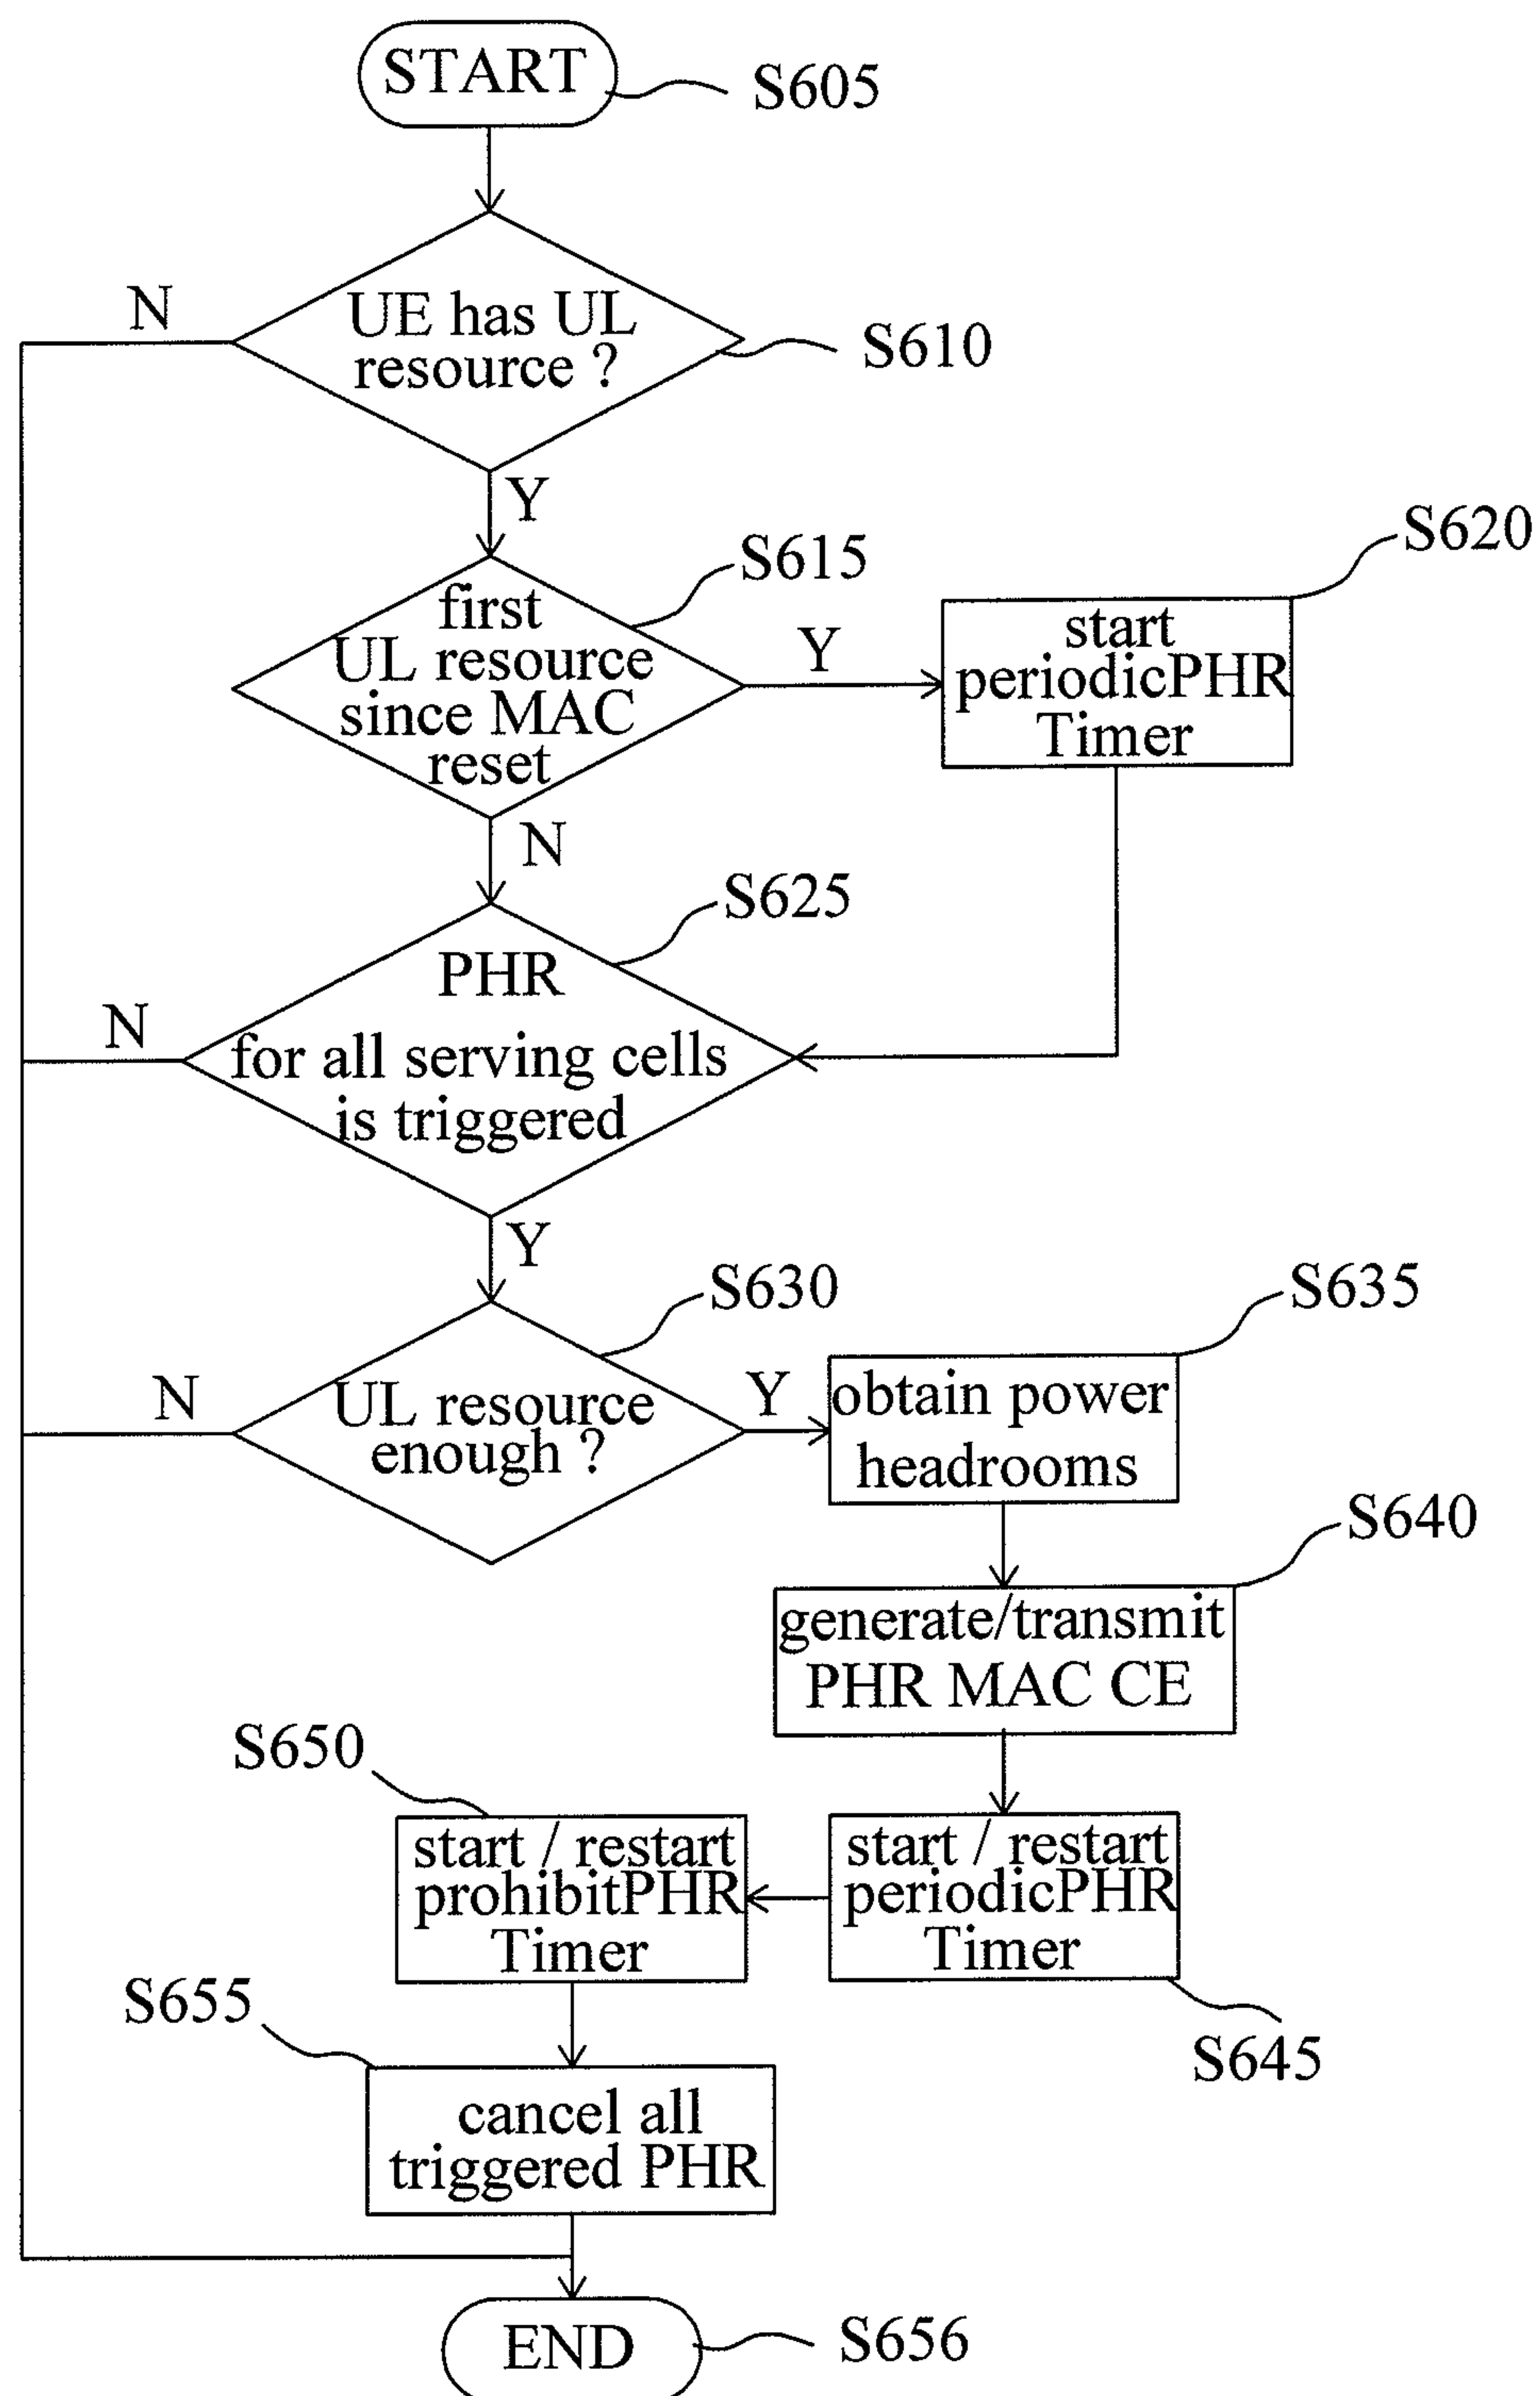 START
S605
N
UE has UL
resource ?
S610
Y
S615
S620
first
UL resource
since MAC
reset
Y
start
periodicPHR
Timer
N
S625
PHR
for all serving cells
is triggered
N
Y
S630
S635
N
UL resource
enough ?
Y
obtain power
headrooms
S640
generate/transmit
PHR MAC CE
S650
start / restart
prohibitPHR
Timer
start / restart
periodicPHR
Timer
S655
S645
cancel all
triggered PHR
END
S656